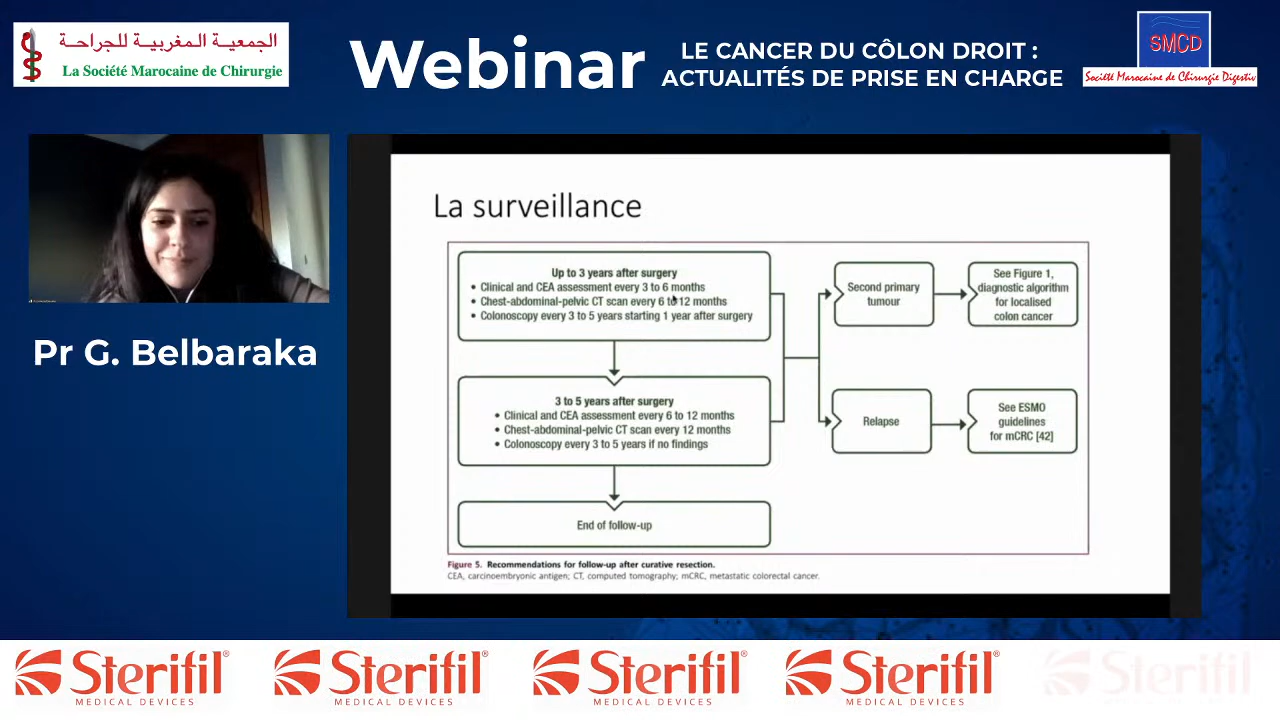 الجمعية المغربية للجراحة
La Société Marocaine de Chirurgie
Webinar
LE CANCER DU CÔLON DROIT :
ACTUALITÉS DE PRISE EN CHARGE
SMCD
Société Marocaine de Chirurgie Digestiv
Pr G. Belbaraka
La surveillance
Up to 3 years after surgery
• Clinical and CEA assessment every 3 to 6 months
• Chest-abdominal-pelvic CT scan every 6 to 12 months
• Colonoscopy every 3 to 5 years starting 1 year after surgery
3 to 5 years after surgery
• Clinical and CEA assessment every 6 to 12 months
• Chest-abdominal-pelvic CT scan every 12 months
• Colonoscopy every 3 to 5 years if no findings
End of follow-up
Second primary
tumour
See Figure 1,
diagnostic algorithm
for localised
colon cancer
Relapse
See ESMO
guidelines
for mCRC [42]
Figure 5. Recommendations for follow-up after curative resection.
CEA, carcinoembryonic antigen; CT, computed tomography; mCRC, metastatic colorectal cancer.
Sterifil®
MEDICAL DEVICES
Sterifil®
MEDICAL DEVICES
Sterifil®
MEDICAL DEVICES
Sterifil®
MEDICAL DEVICES
Sterifil®
MEDICAL DEVICES